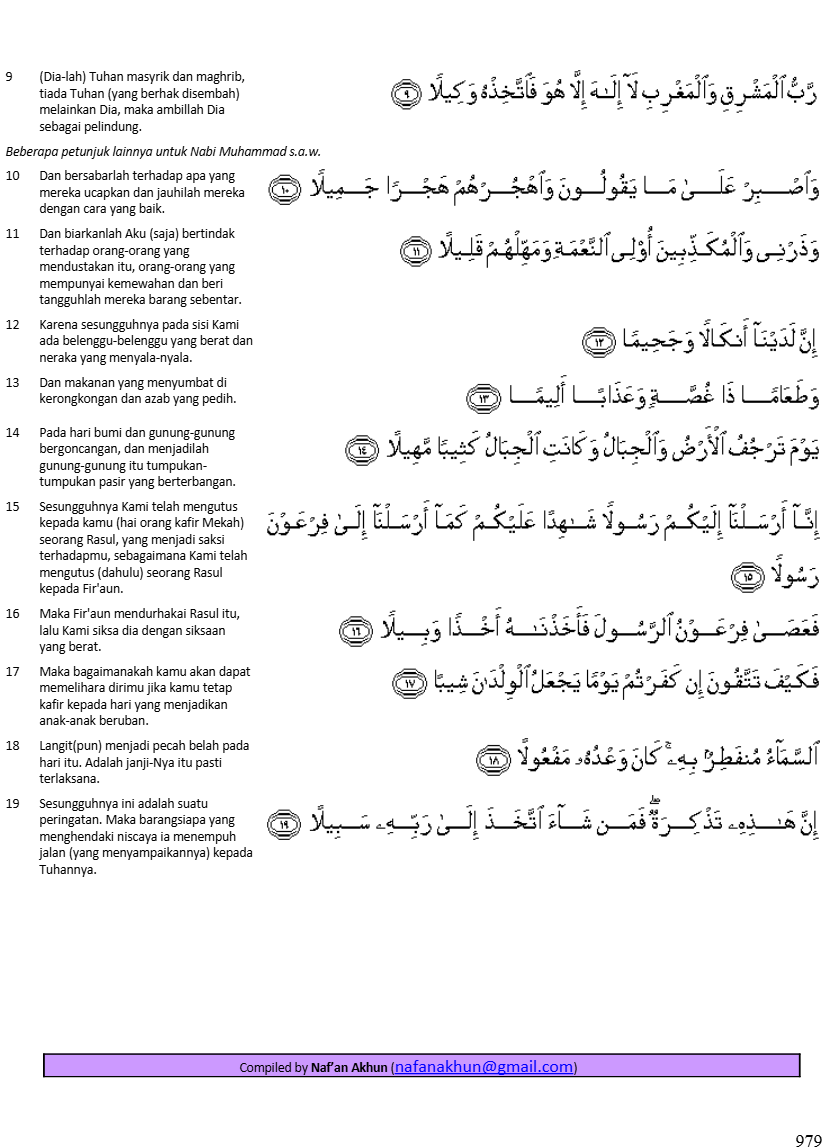 9 (Dia-lah) Tuhan masyrik dan maghrib,
tiada Tuhan (yang berhak disembah)
melainkan Dia, maka ambillah Dia
sebagai pelindung.
رَّبُّ ٱلْمَشْرِقِ وَٱلْمَغْرِبِ لَآ إِلَـٰهَ إِلَّا هُوَ فَٱتَّخِذْهُ وَكِيلًا ٩
Beberapa petunjuk lainnya untuk Nabi Muhammad s.a.w.
10 Dan bersabarlah terhadap apa yang
mereka ucapkan dan jauhilah mereka
dengan cara yang baik.
وَٱصْبِرْ عَلَىٰ مَا يَقُولُونَ وَٱهْجُرْهُمْ هَجْرًا جَمِيلًا ١٠
11 Dan biarkanlah Aku (saja) bertindak
terhadap orang-orang yang
mendustakan itu, orang-orang yang
mempunyai kemewahan dan beri
tangguhlah mereka barang sebentar.
وَذَرْنِى وَٱلْمُكَذِّبِينَ أُوْلِى ٱلنَّعْمَةِ وَمَهِّلْهُمْ قَلِيلًا ١١
12 Karena sesungguhnya pada sisi Kami
ada belenggu-belenggu yang berat dan
neraka yang menyala-nyala.
إِنَّ لَدَيْنَآ أَنكَالًا وَجَحِيمًا ١٢
13 Dan makanan yang menyumbat di
kerongkongan dan azab yang pedih.
وَطَعَامًا ذَا غُصَّةٍ وَعَذَابًا أَلِيمًا ١٣
14 Pada hari bumi dan gunung-gunung
bergoncangan, dan menjadilah
gunung-gunung itu tumpukan-
tumpukan pasir yang berterbangan.
يَوْمَ تَرْجُفُ ٱلْأَرْضُ وَٱلْجِبَالُ وَكَانَتِ ٱلْجِبَالُ كَثِيبًا مَّهِيلًا ١٤
15 Sesungguhnya Kami telah mengutus
kepada kamu (hai orang kafir Mekah)
seorang Rasul, yang menjadi saksi
terhadapmu, sebagaimana Kami telah
mengutus (dahulu) seorang Rasul
kepada Fir'aun.
إِنَّآ أَرْسَلْنَآ إِلَيْكُمْ رَسُولًا شَـٰهِدًا عَلَيْكُمْ كَمَآ أَرْسَلْنَآ إِلَىٰ فِرْعَوْنَ
رَسُولًا ١٥
16 Maka Fir'aun mendurhakai Rasul itu,
lalu Kami siksa dia dengan siksaan
yang berat.
فَعَصَىٰ فِرْعَوْنُ ٱلرَّسُولَ فَأَخَذْنَـٰهُ أَخْذًا وَبِيلًا ١٦
17 Maka bagaimanakah kamu akan dapat
memelihara dirimu jika kamu tetap
kafir kepada hari yang menjadikan
anak-anak beruban.
فَكَيْفَ تَتَّقُونَ إِن كَفَرْتُمْ يَوْمًا يَجْعَلُ ٱلْوِلْدَٰنَ شِيبًا ١٧
18 Langit(pun) menjadi pecah belah pada
hari itu. Adalah janji-Nya itu pasti
terlaksana.
ٱلسَّمَآءُ مُنفَطِرٌۢ بِهِۦ ۚ كَانَ وَعْدُهُۥ مَفْعُولًا ١٨
19 Sesungguhnya ini adalah suatu
peringatan. Maka barangsiapa yang
menghendaki niscaya ia menempuh
jalan (yang menyampaikannya) kepada
Tuhannya.
إِنَّ هَـٰذِهِۦ تَذْكِرَةٌ ۖ فَمَن شَآءَ ٱتَّخَذَ إِلَىٰ رَبِّهِۦ سَبِيلًا ١٩
Compiled by Naf’an Akhun (nafanakhun@gmail.com)
979